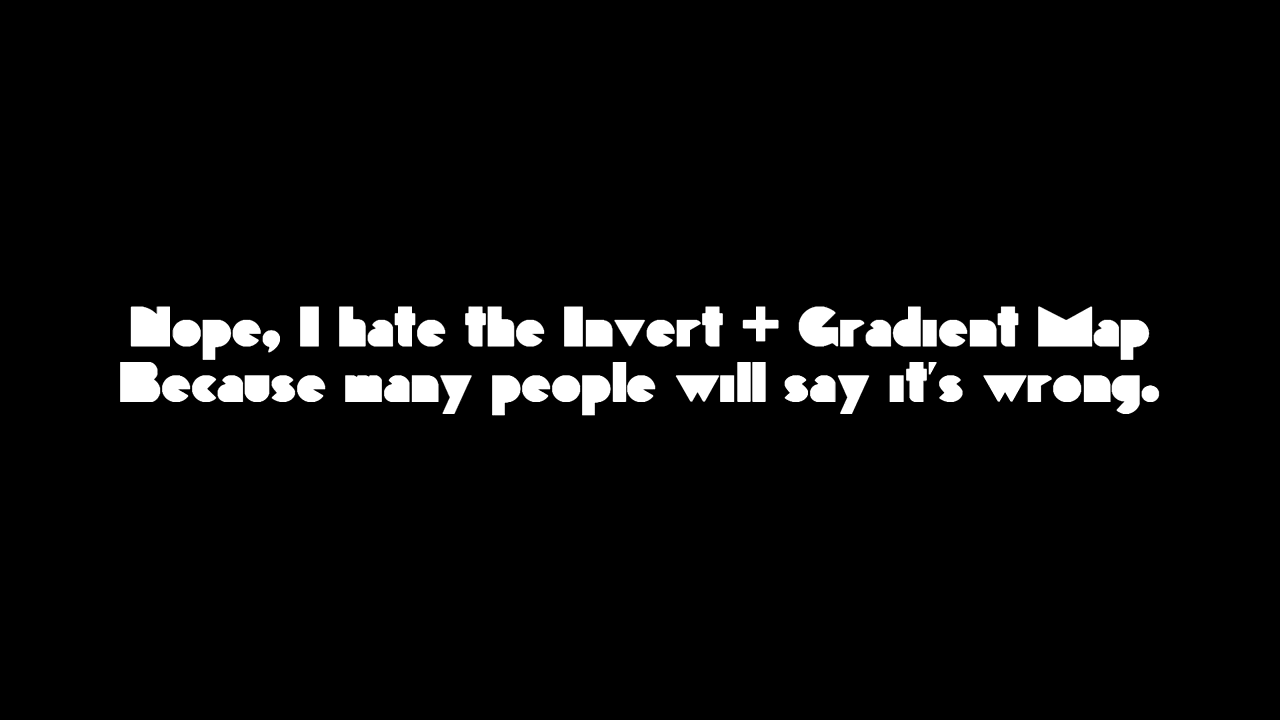 Nope, I hate the Invert + Gradient Map
Because many people will say it's wrong.